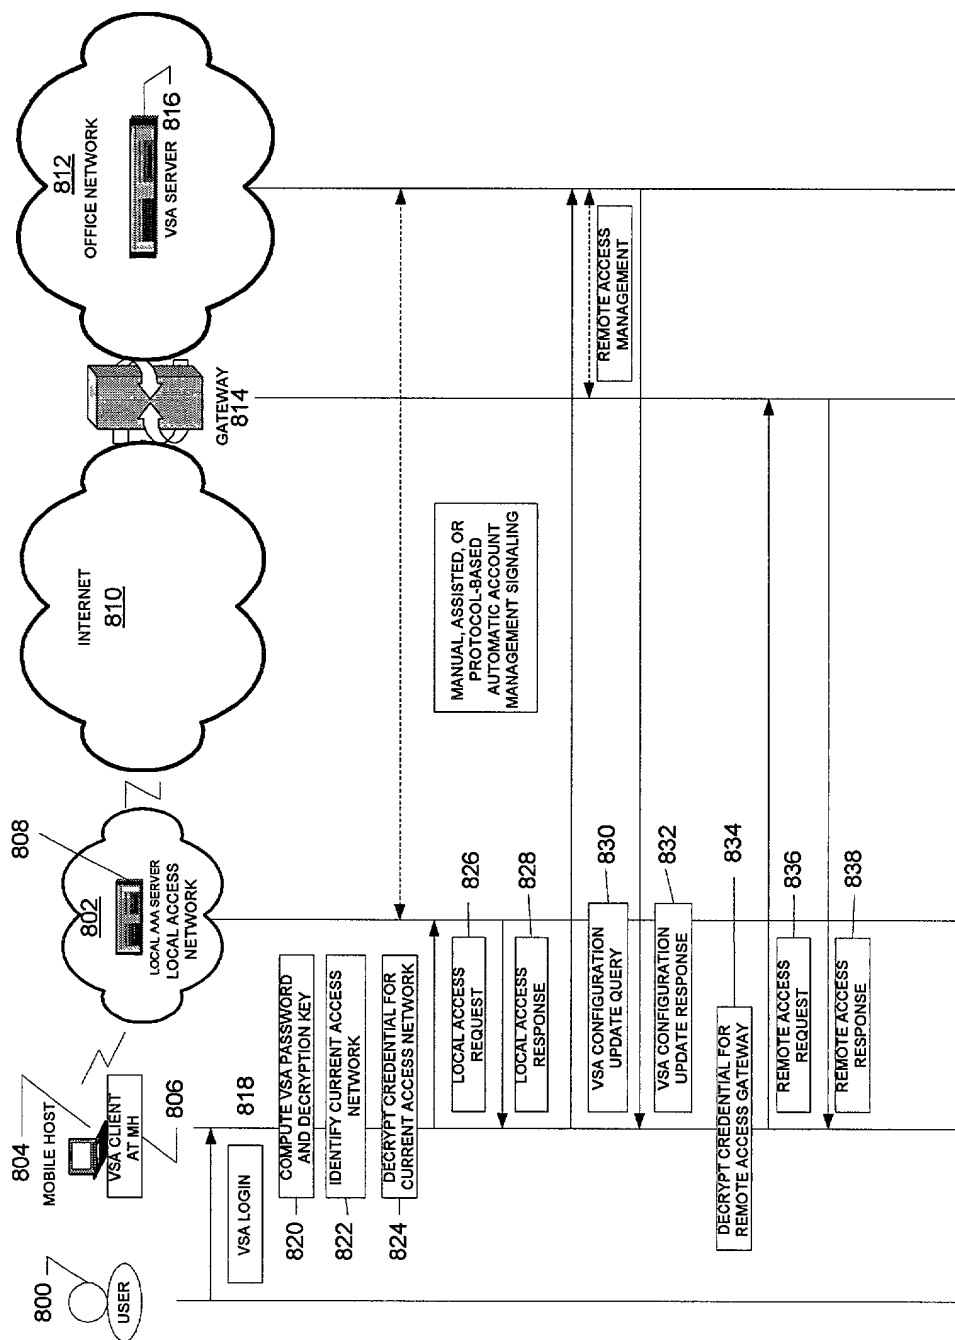 800
USER
804
MOBILE HOST
VSA CLIENT
AT MH
806
808
802
LOCAL AAA SERVER
LOCAL ACCESS
NETWORK
INTERNET
810
GATEWAY
814
812
OFFICE NETWORK
VSA SERVER
816
VSA LOGIN
818
820
COMPUTE VSA PASSWORD
AND DECRYPTION KEY
822
IDENTIFY CURRENT ACCESS
NETWORK
824
DECRYPT CREDENTIAL FOR
CURRENT ACCESS NETWORK
MANUAL, ASSISTED, OR
PROTOCOL-BASED
AUTOMATIC ACCOUNT
MANAGEMENT SIGNALING
LOCAL ACCESS
REQUEST
826
LOCAL ACCESS
RESPONSE
828
VSA CONFIGURATION
UPDATE QUERY
830
REMOTE ACCESS
MANAGEMENT
VSA CONFIGURATION
UPDATE RESPONSE
832
DECRYPT CREDENTIAL FOR
REMOTE ACCESS GATEWAY
834
REMOTE ACCESS
REQUEST
836
REMOTE ACCESS
RESPONSE
838